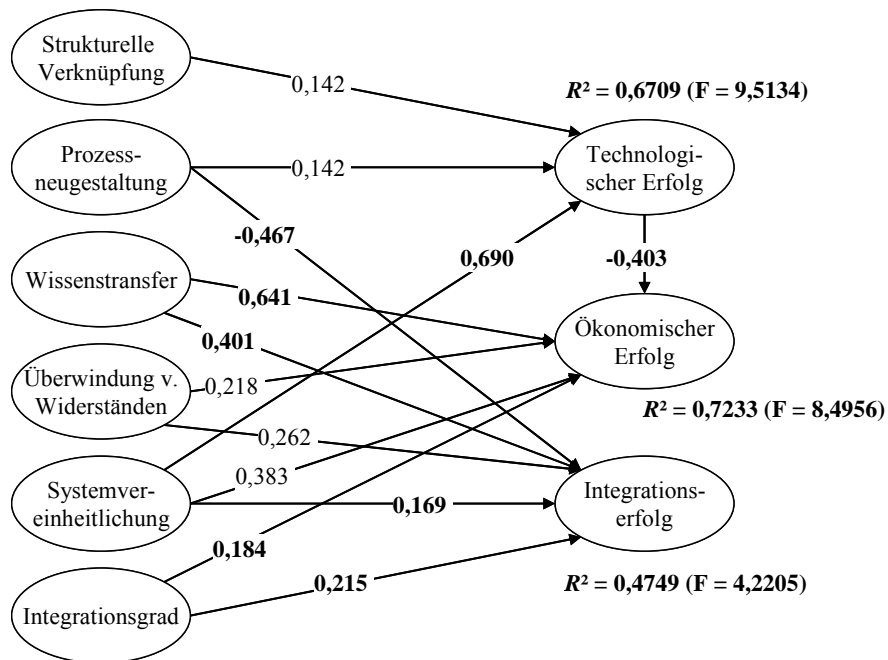 Strukturelle
Verknüpfung
0,142
R² = 0,6709 (F = 9,5134)
Prozess-
neugestaltung
0,142
Technologi-
scher Erfolg
-0,467
0,690
-0,403
Wissenstransfer
0,641
0,401
Ökonomischer
Erfolg
Überwindung v.
Widerständen
0,218
R² = 0,7233 (F = 8,4956)
0,262
0,383
Systemver-
einheitlichung
0,169
Integrations-
erfolg
0,184
Integrationsgrad
0,215
R² = 0,4749 (F = 4,2205)